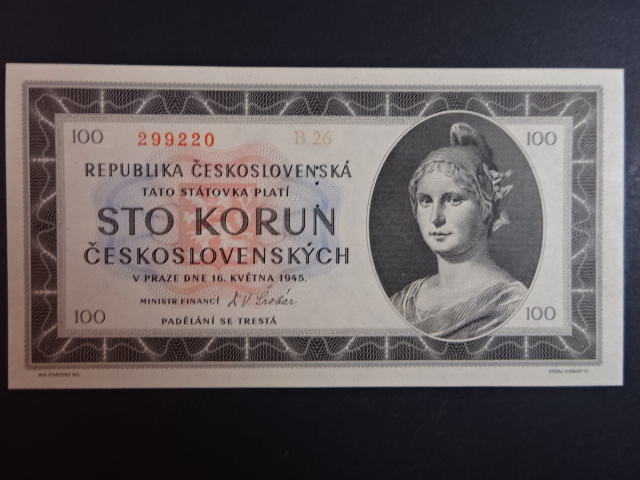 100 299220 B.26 100
REPUBLIKA ČESKOSLOVENSKÁ
TATO STÁTOVKA PLATÍ
STO KORUN
ČESKOSLOVENSKÝCH
V PRAZE DNE 16. KVĚTNA 1945.
MINISTR FINANCÍ
100 PADĚLÁNÍ SE TRESTÁ 100